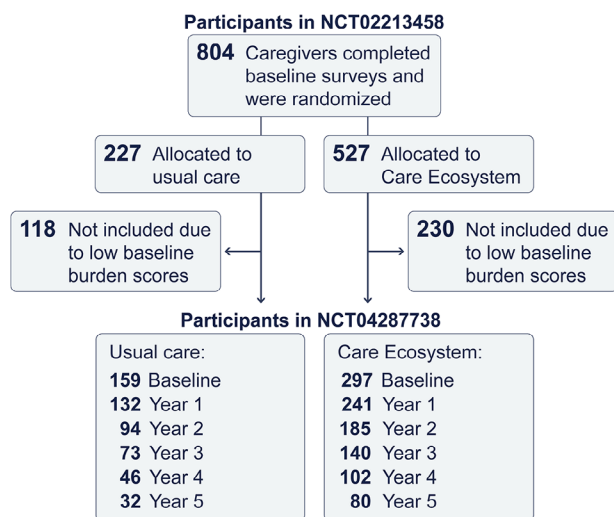 Participants in NCT02213458
804 Caregivers completed
baseline surveys and
were randomized
227 Allocated to
usual care
527 Allocated to
Care Ecosystem
118 Not included due
to low baseline
burden scores
230 Not included due
to low baseline
burden scores
Participants in NCT04287738
Usual care:
159 Baseline
132 Year 1
94 Year 2
73 Year 3
46 Year 4
32 Year 5
Care Ecosystem:
297 Baseline
241 Year 1
185 Year 2
140 Year 3
102 Year 4
80 Year 5